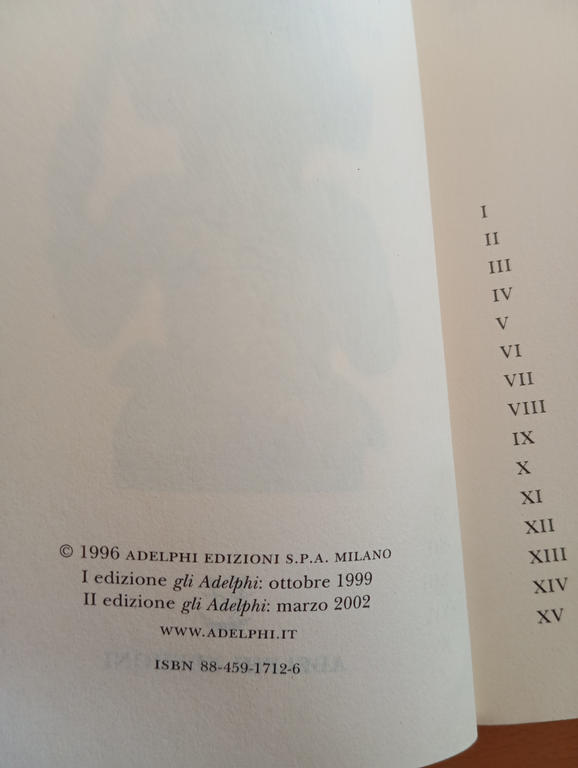 © 1996 ADELPHI EDIZIONI S.P.A. MILANO
I edizione gli Adelphi: ottobre 1999
II edizione gli Adelphi: marzo 2002
WWW.ADELPHI.IT
ISBN 88-459-1712-6
I
II
III
IV
V
VI
VII
VIII
IX
X
XI
XII
XIII
XIV
XV